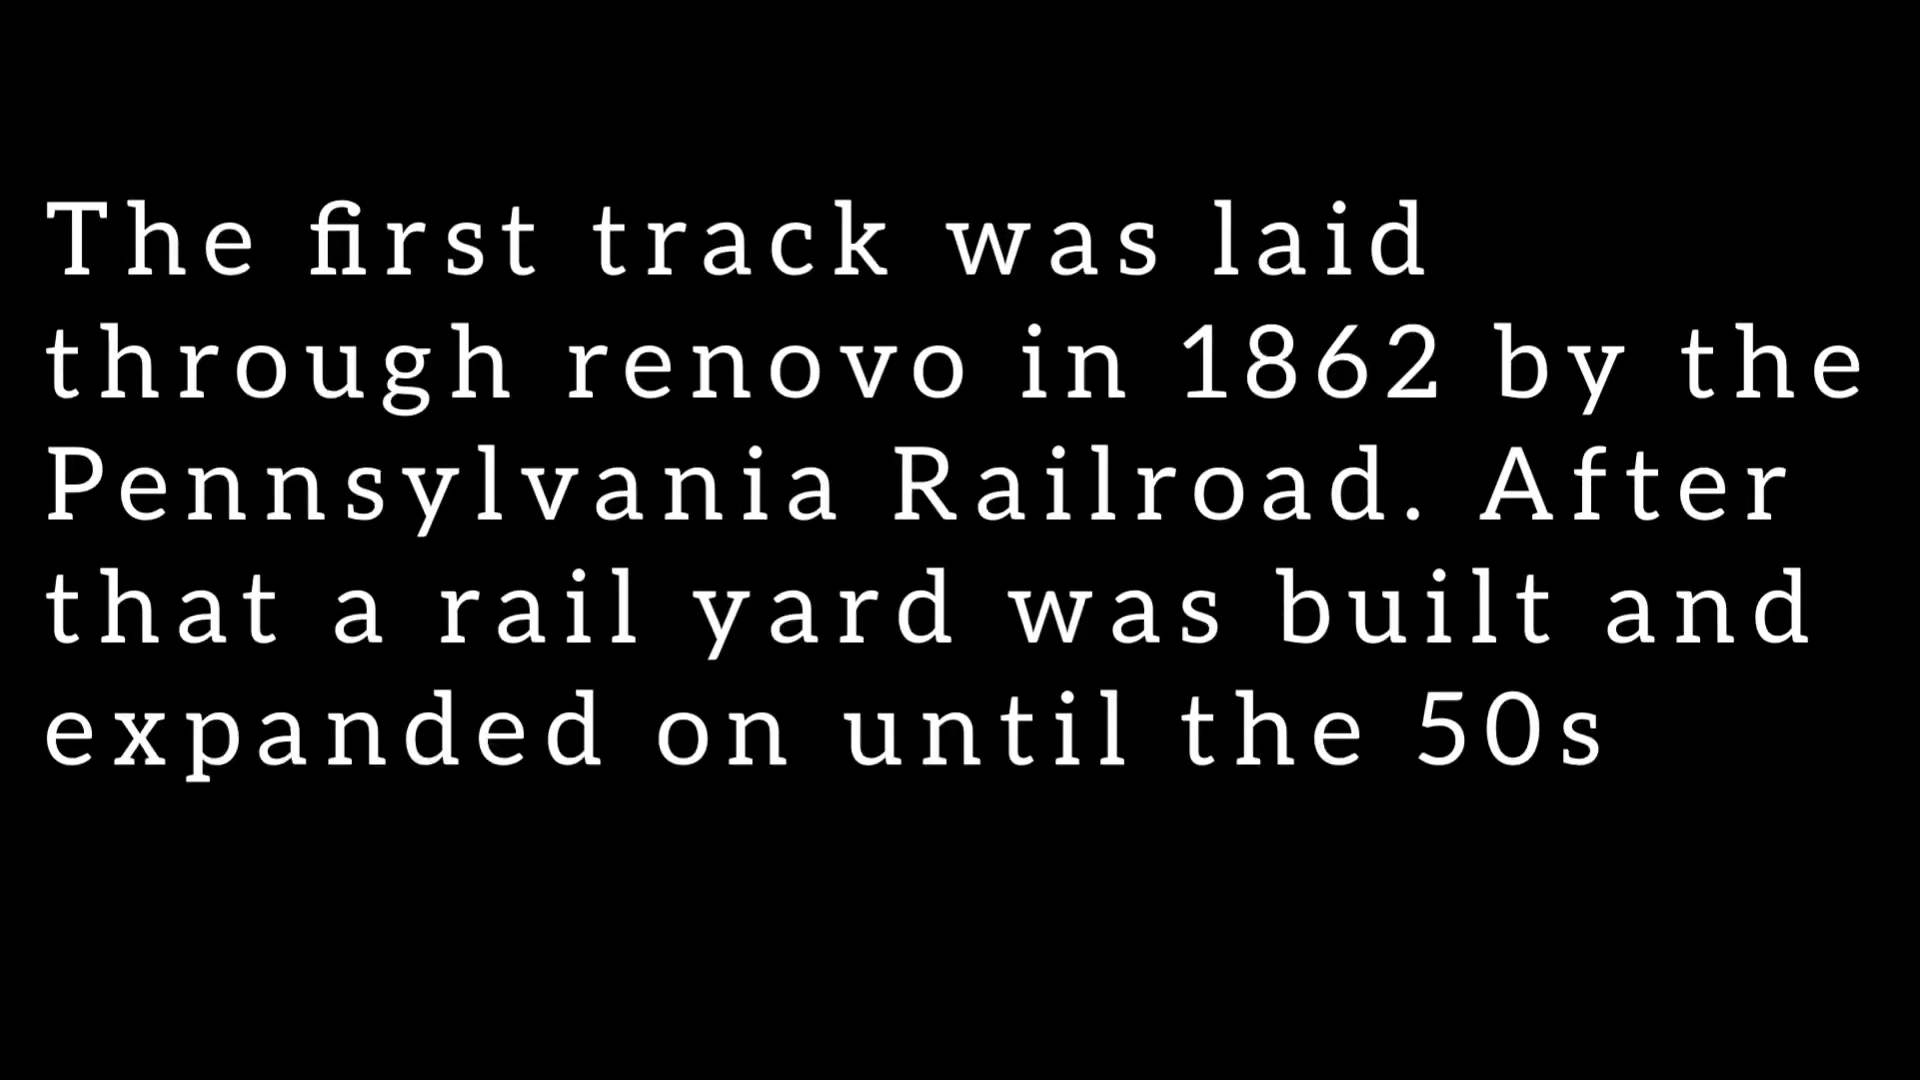 The first track was laid
through renovo in 1862 by the
Pennsylvania Railroad. After
that a rail yard was built and
expanded on until the 50s